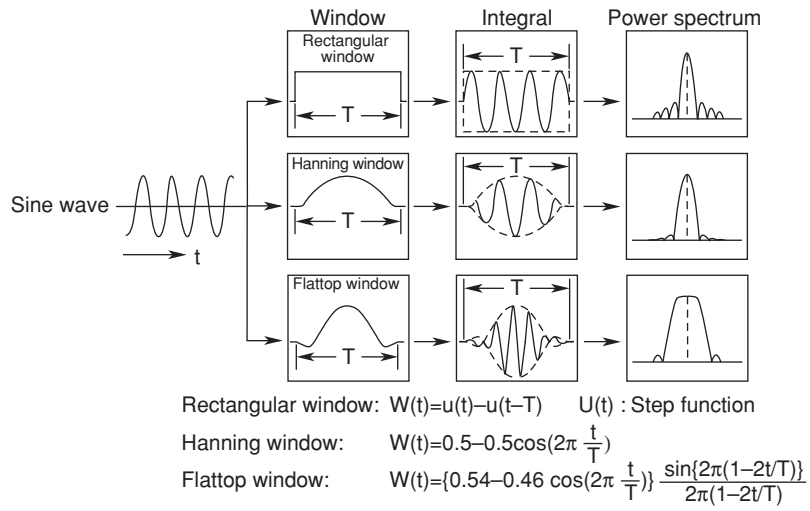 Window Integral Power spectrum
Rectangular window
T
T
Hanning window
T
T
Sine wave
t
Flattop window
T
T
Rectangular window: W(t)=u(t)–u(t–T) U(t) : Step function
Hanning window: W(t)=0.5–0.5cos(2π t/T)
Flattop window: W(t)={0.54–0.46 cos(2π t/T)} sin{2π(1–2t/T)}/2π(1–2t/T)